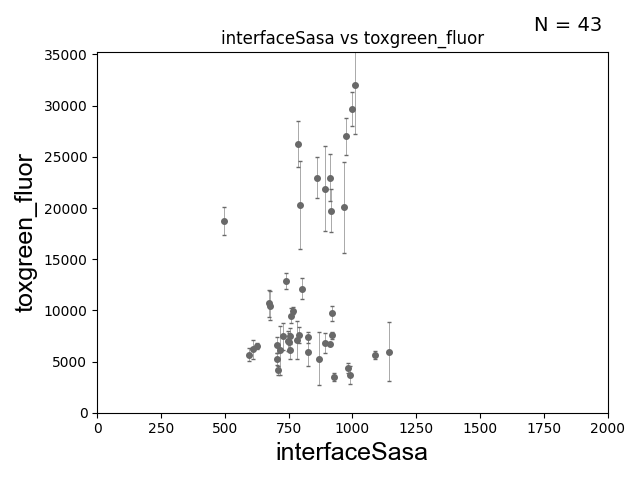 N = 43
interfaceSasa vs toxgreen_fluor
35000
30000
25000
20000
15000
10000
5000
0
toxgreen_fluor
0 250 500 750 1000 1250 1500 1750 2000
interfaceSasa